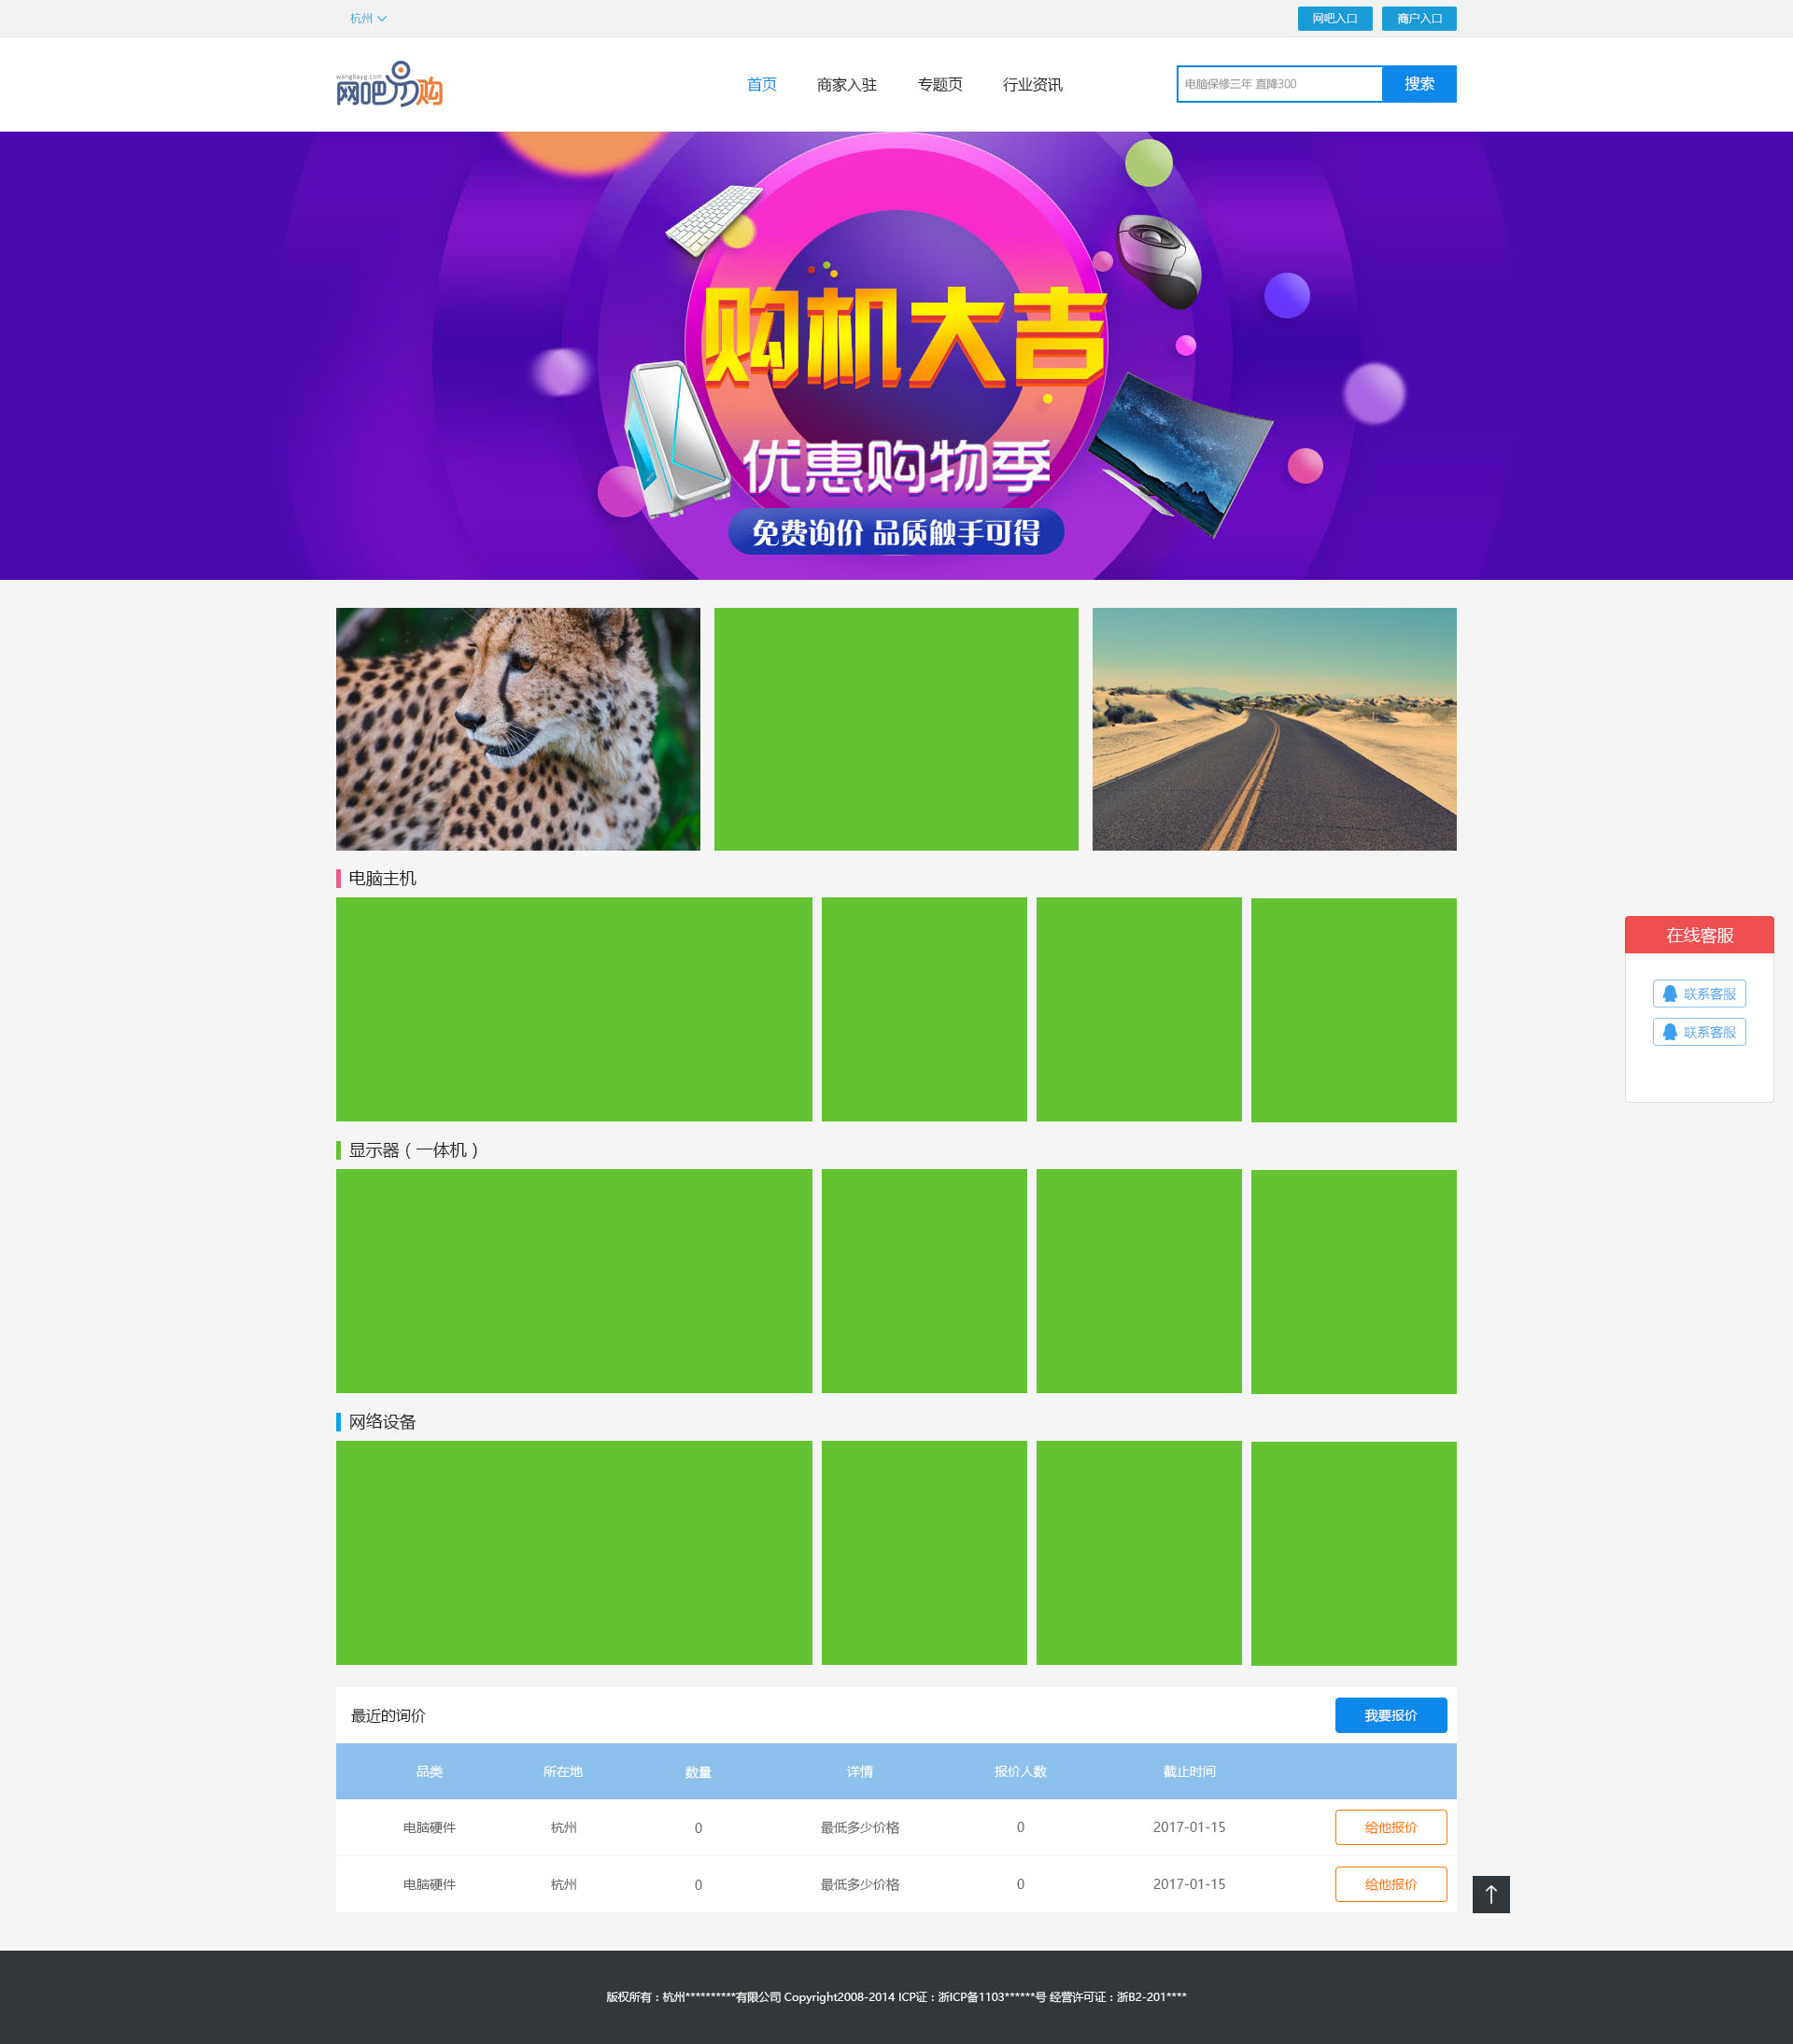 杭州
网吧入口
商户入口
wangbayg.com
网吧易购
首页
商家入驻
专题页
行业资讯
电脑保修三年 直降300
搜索
购机大吉
优惠购物季
免费询价 品质触手可得
电脑主机
在线客服
联系客服
联系客服
显示器（一体机）
网络设备
最近的询价
我要报价
品类 所在地 数量 详情 报价人数 截止时间
电脑硬件 杭州 0 最低多少价格 0 2017-01-15 给他报价
电脑硬件 杭州 0 最低多少价格 0 2017-01-15 给他报价
版权所有：杭州**********有限公司 Copyright2008-2014 ICP证：浙ICP备1103******号 经营许可证：浙B2-201****